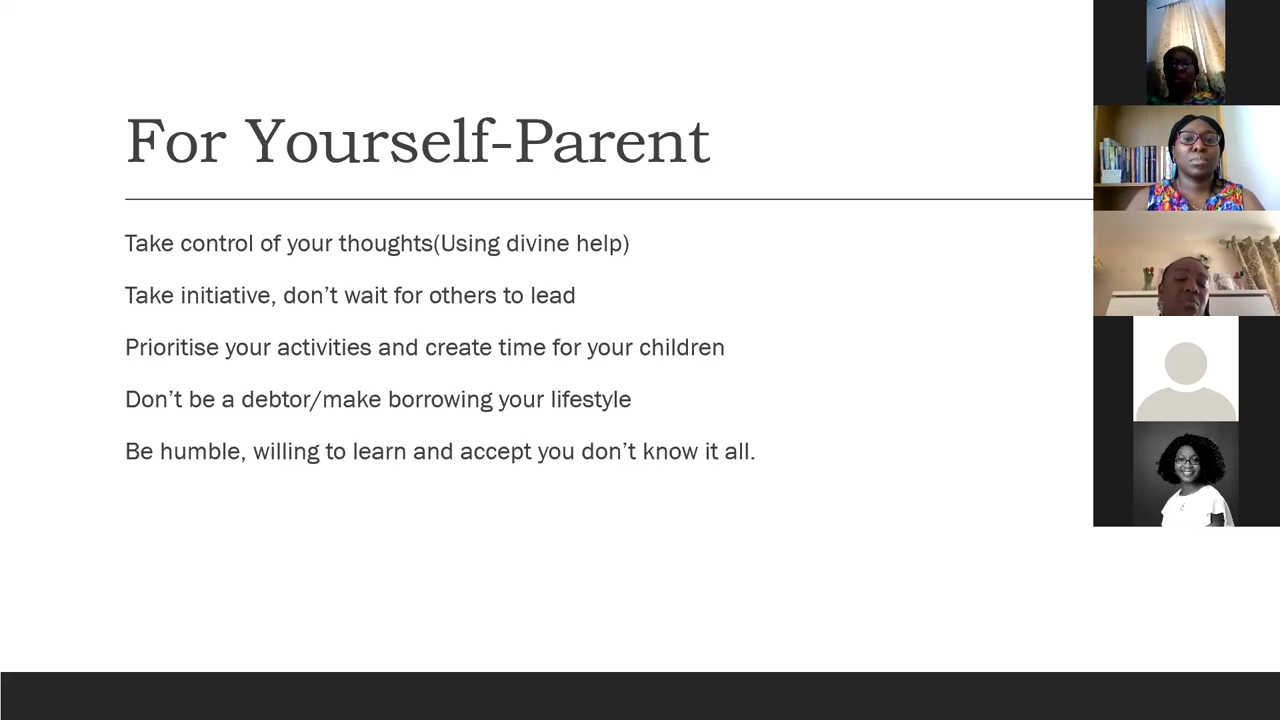 For Yourself-Parent
Take control of your thoughts(Using divine help)
Take initiative, don’t wait for others to lead
Prioritise your activities and create time for your children
Don’t be a debtor/make borrowing your lifestyle
Be humble, willing to learn and accept you don’t know it all.